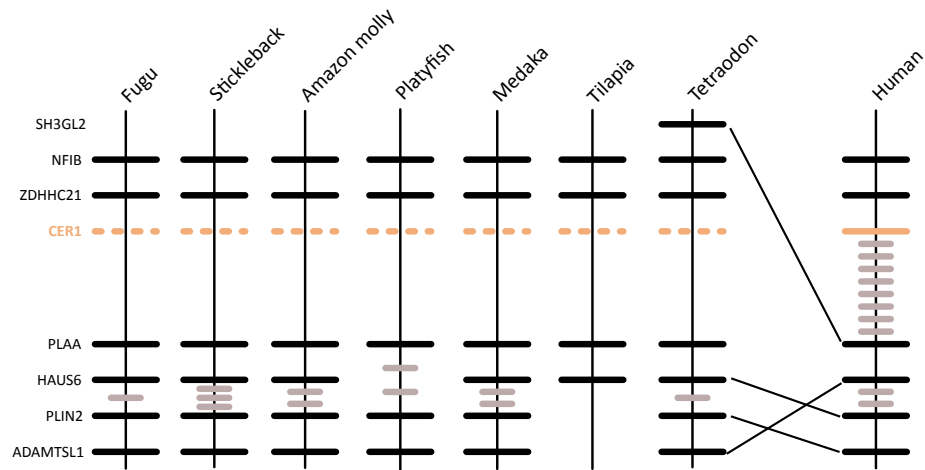 Fugu
Stickleback
Amazon molly
Platyfish
Medaka
Tilapia
Tetraodon
Human
SH3GL2
NFIB
ZDHHC21
CER1
PLAA
HAUS6
PLIN2
ADAMTSL1